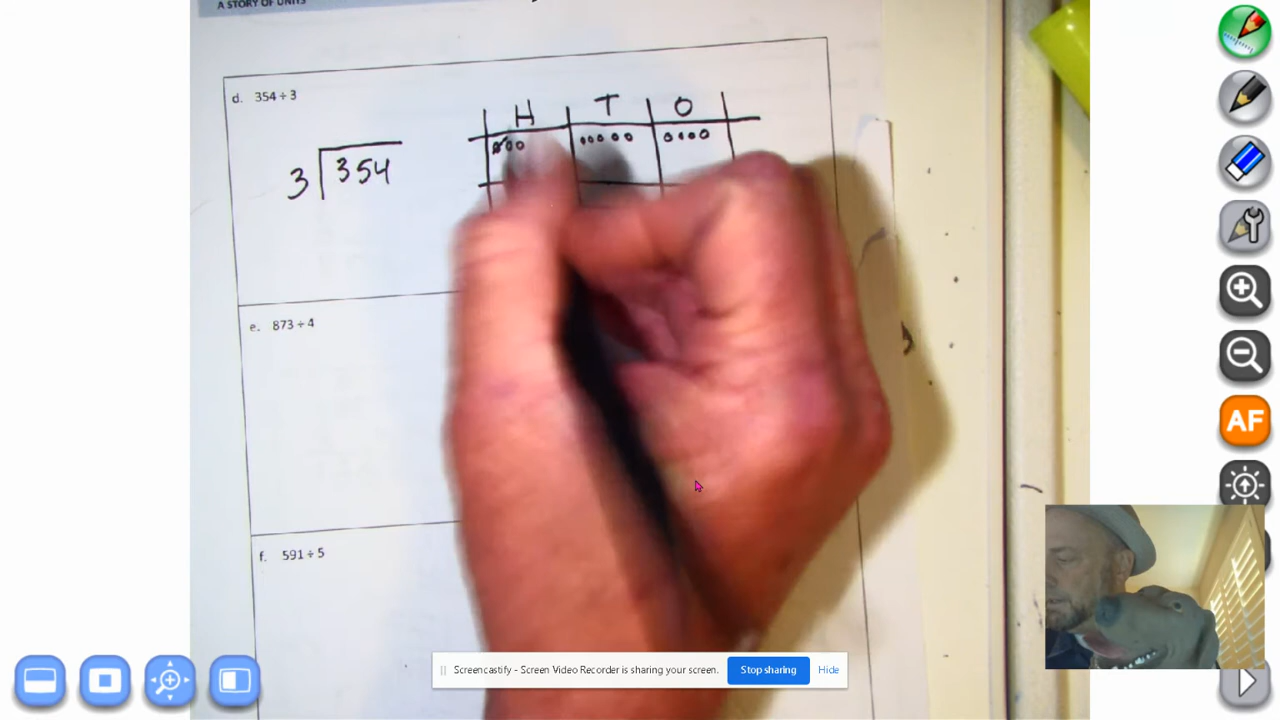 A STORY OF UNITS
d. 354 ÷ 3
H T O
3 354
e. 873 ÷ 4
f. 591 ÷ 5
AF
Screencastify - Screen Video Recorder is sharing your screen. Stop sharing Hide